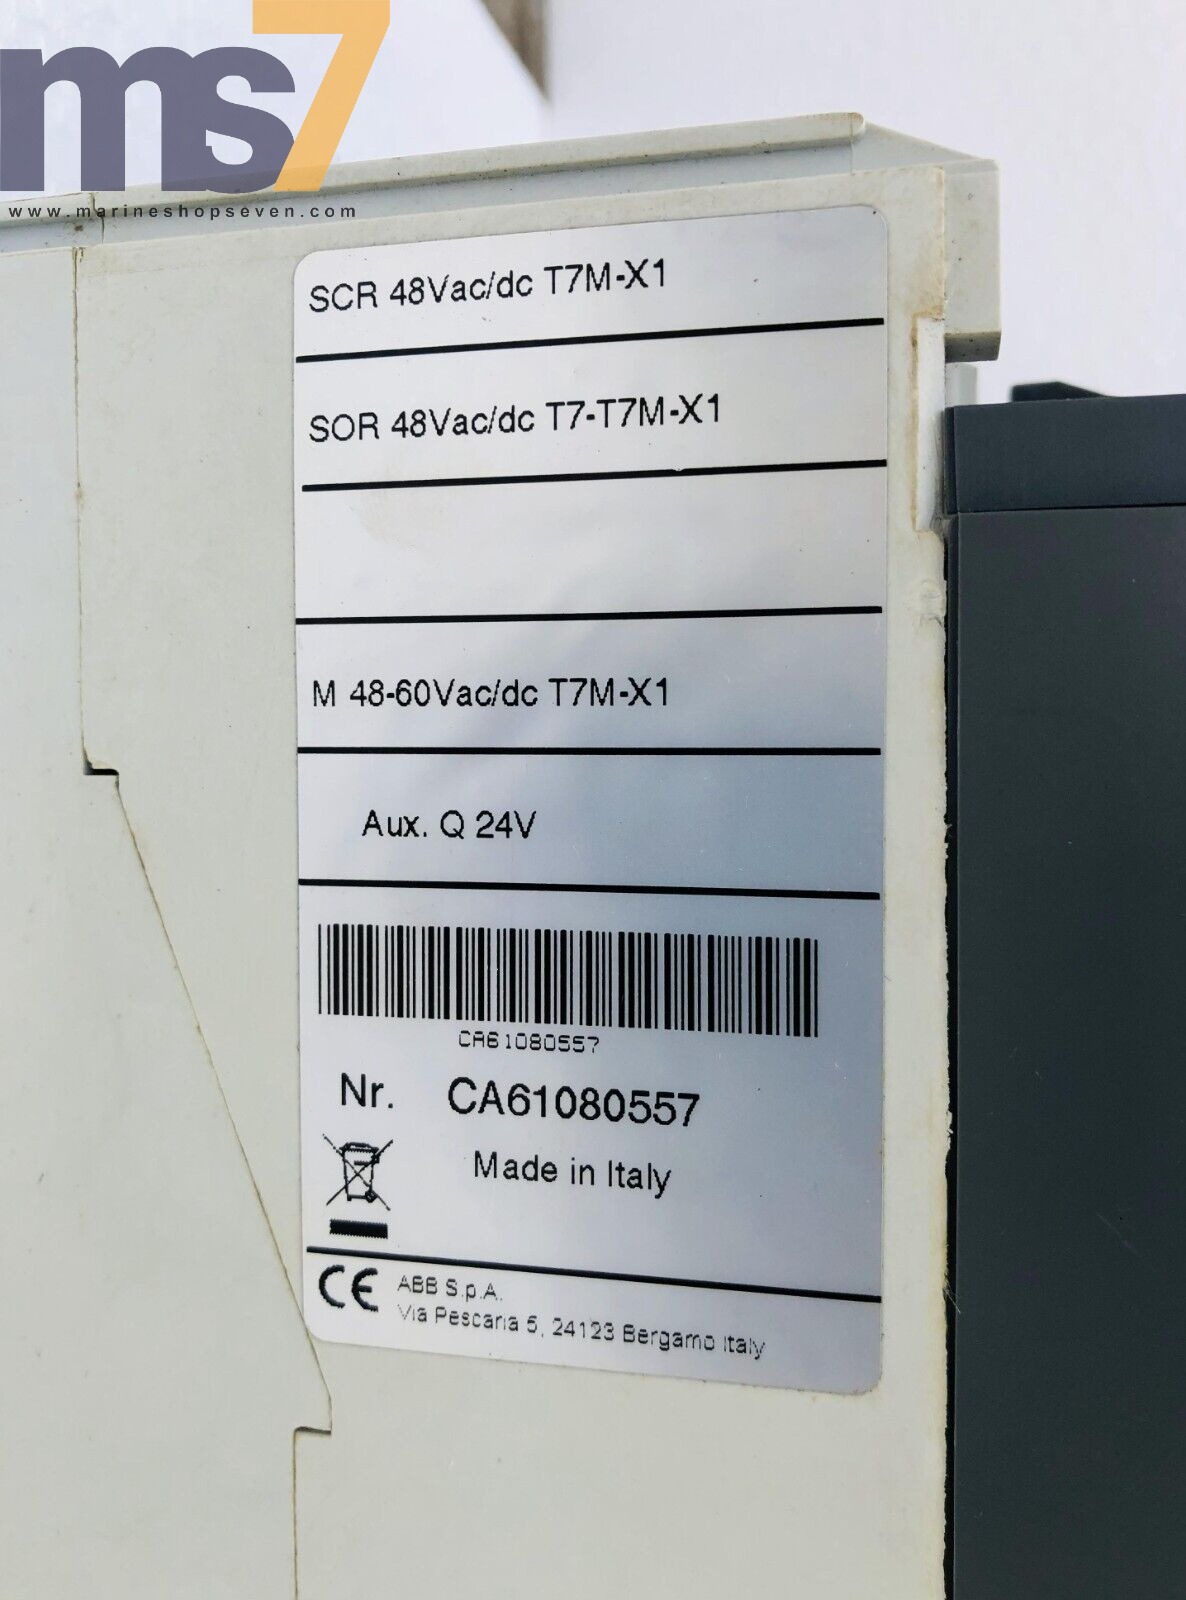 ms7
www.marineshopseven.com
SCR 48Vac/dc T7M-X1
SOR 48Vac/dc T7-T7M-X1
M 48-60Vac/dc T7M-X1
Aux. Q 24V
CA61080557
Nr. CA61080557
Made in Italy
CE ABB S.p.A.
Via Pescaria 5, 24123 Bergamo Italy